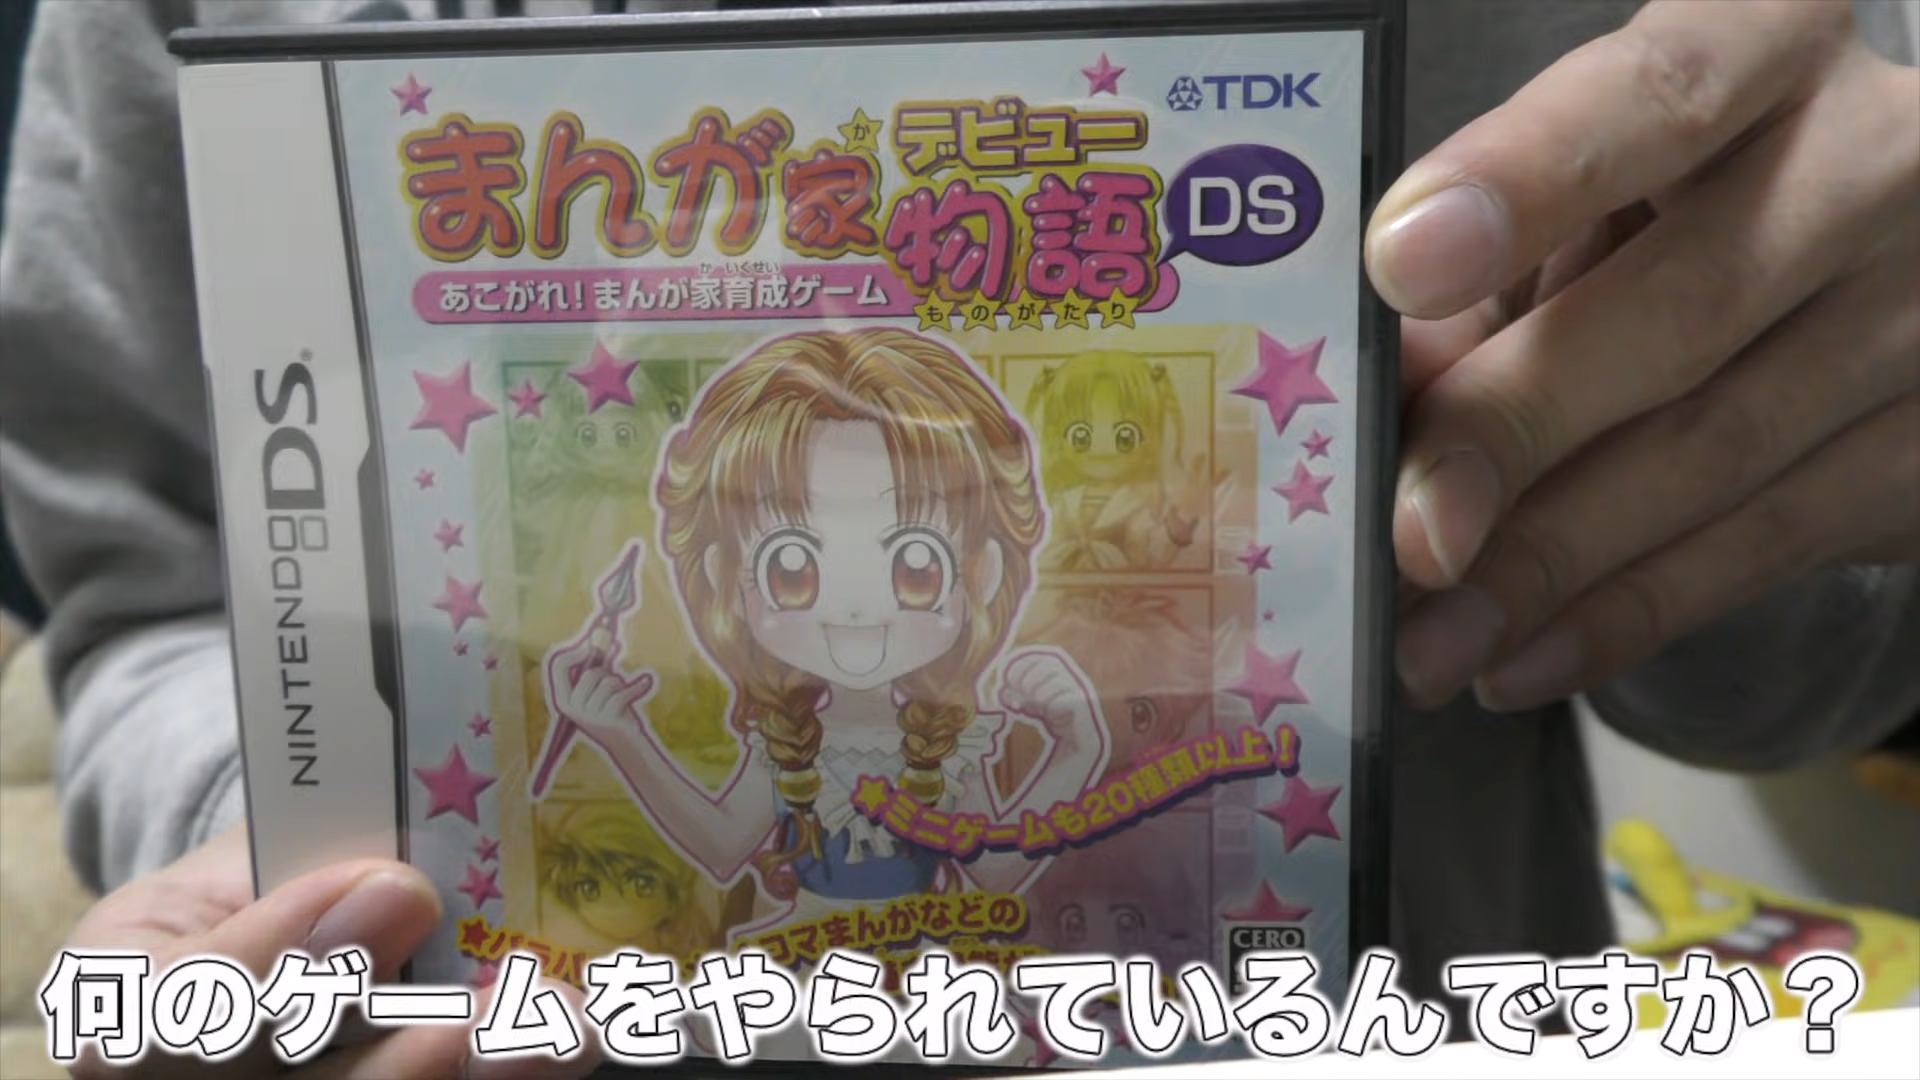 TDK
まんが家デビュー物語
か
DS
か いくせい
あこがれ!まんが家育成ゲーム
ものがたり
NINTENDO DS
★ミニゲームも20種類以上!
コマまんがなどの
CERO
何のゲームをやられているんですか?